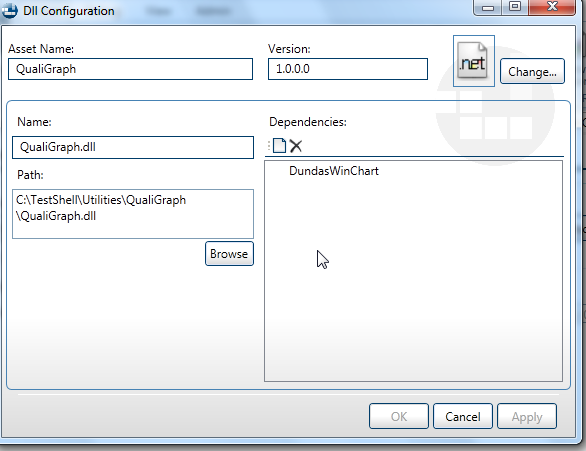 Dll Configuration
Asset Name:
Version:
QualiGraph
1.0.0.0
.net
Change...
Name:
Dependencies:
QualiGraph.dll
Path:
DundasWinChart
C:\TestShell\Utilities\QualiGraph
\QualiGraph.dll
Browse
OK
Cancel
Apply